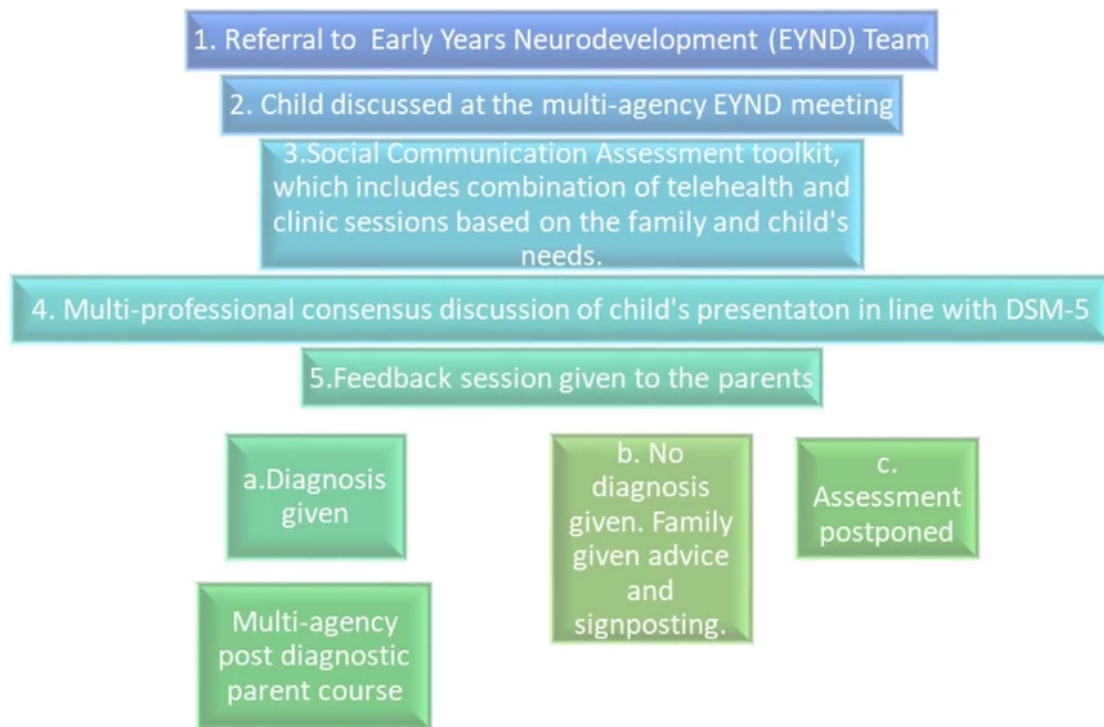 1. Referral to Early Years Neurodevelopment (EYND) Team
2. Child discussed at the multi-agency EYND meeting
3.Social Communication Assessment toolkit,
which includes combination of telehealth and
clinic sessions based on the family and child's
needs.
4. Multi-professional consensus discussion of child's presentaton in line with DSM-5
5.Feedback session given to the parents
a.Diagnosis
given
b. No
diagnosis
given. Family
given advice
and
signposting.
c.
Assessment
postponed
Multi-agency
post diagnostic
parent course